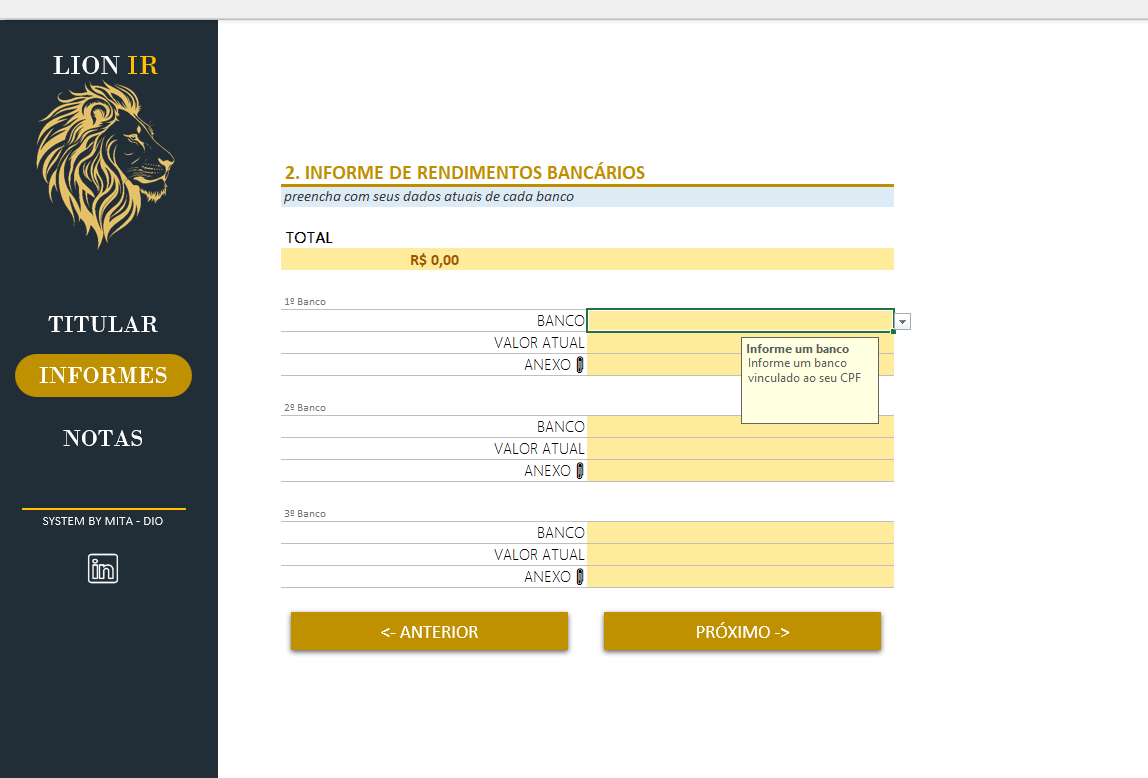 LION IR
TITULAR
INFORMES
NOTAS
SYSTEM BY MITA - DIO
in
2. INFORME DE RENDIMENTOS BANCÁRIOS
preencha com seus dados atuais de cada banco
TOTAL
R$ 0,00
1º Banco
BANCO
VALOR ATUAL
ANEXO
Informe um banco
Informe um banco
vinculado ao seu CPF
2º Banco
BANCO
VALOR ATUAL
ANEXO
3º Banco
BANCO
VALOR ATUAL
ANEXO
<- ANTERIOR
PRÓXIMO ->